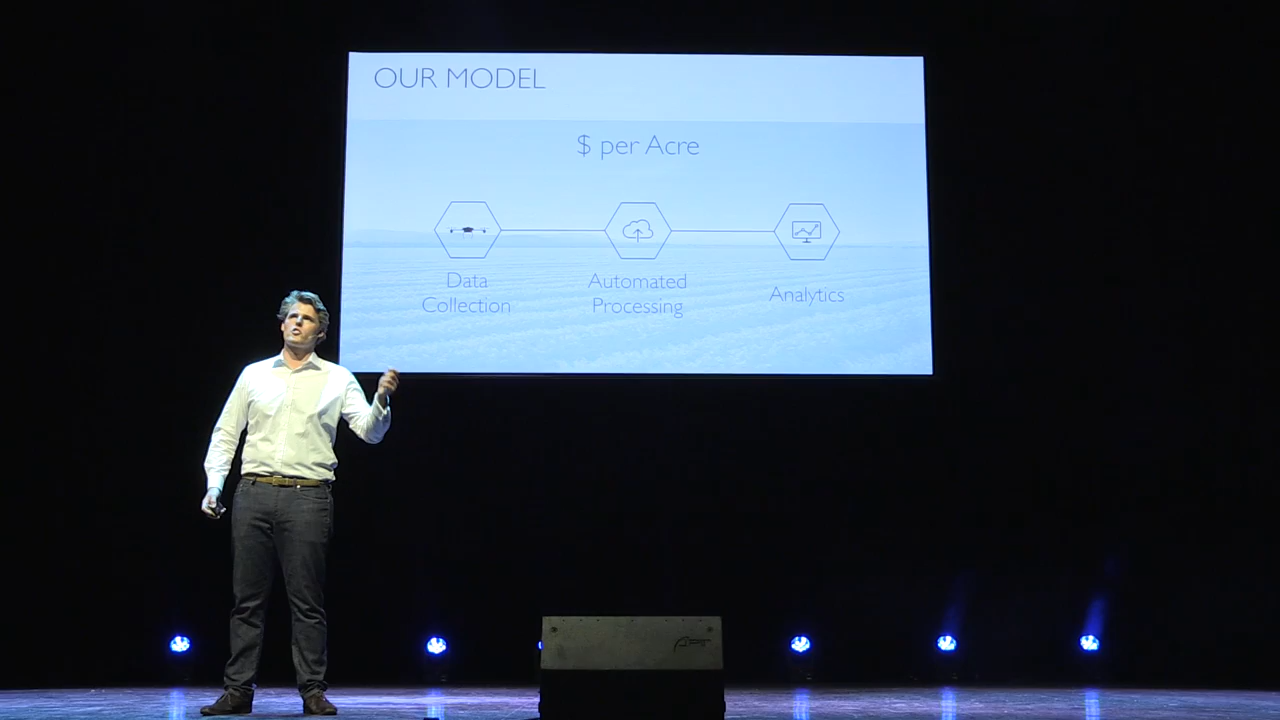 OUR MODEL
$ per Acre
Data
Collection
Automated
Processing
Analytics